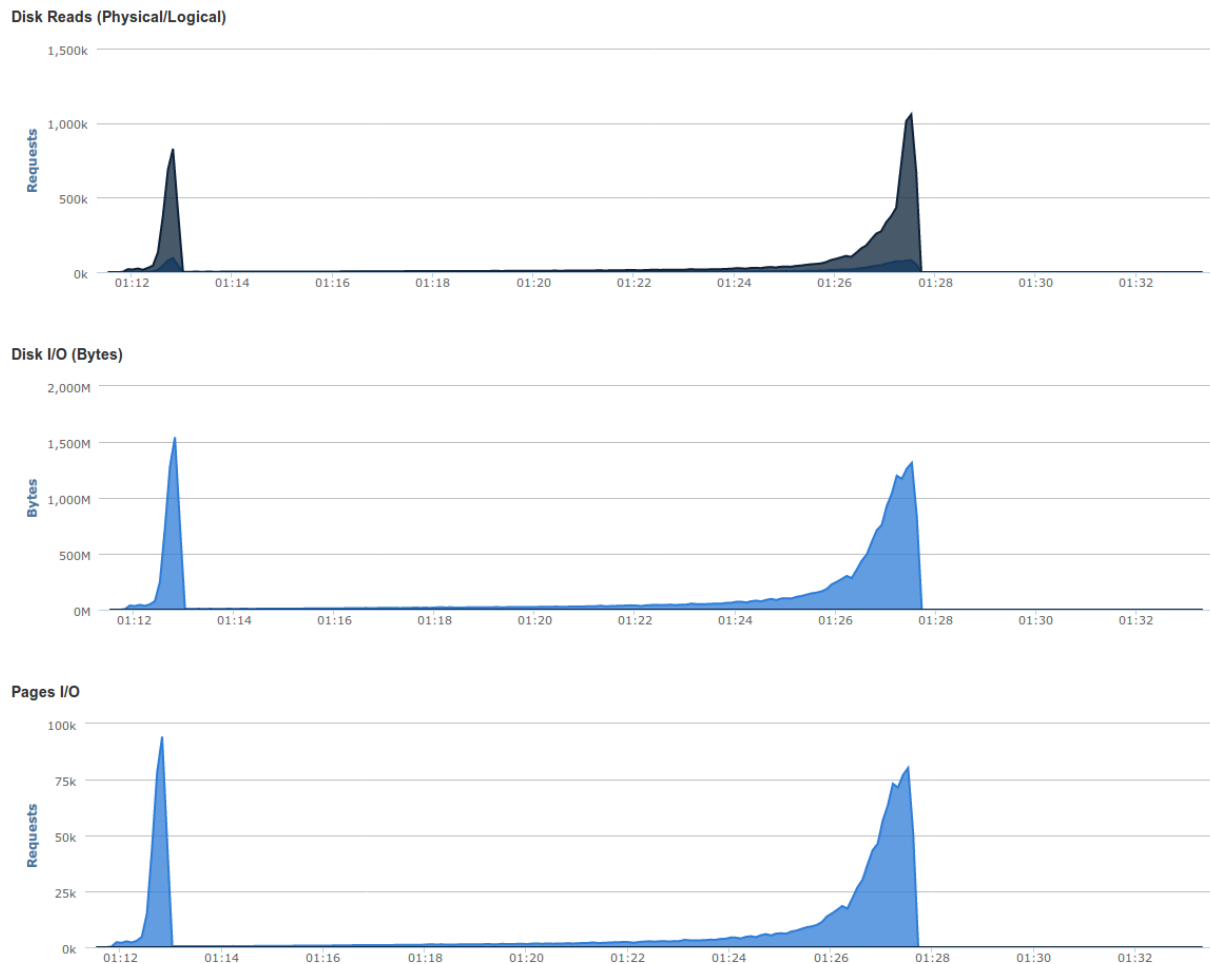 Disk Reads (Physical/Logical)
1,500k
1,000k
500k
0k
Requests
01:12 01:14 01:16 01:18 01:20 01:22 01:24 01:26 01:28 01:30 01:32
Disk I/O (Bytes)
2,000M
1,500M
1,000M
500M
0M
Bytes
01:12 01:14 01:16 01:18 01:20 01:22 01:24 01:26 01:28 01:30 01:32
Pages I/O
100k
75k
50k
25k
0k
Requests
01:12 01:14 01:16 01:18 01:20 01:22 01:24 01:26 01:28 01:30 01:32